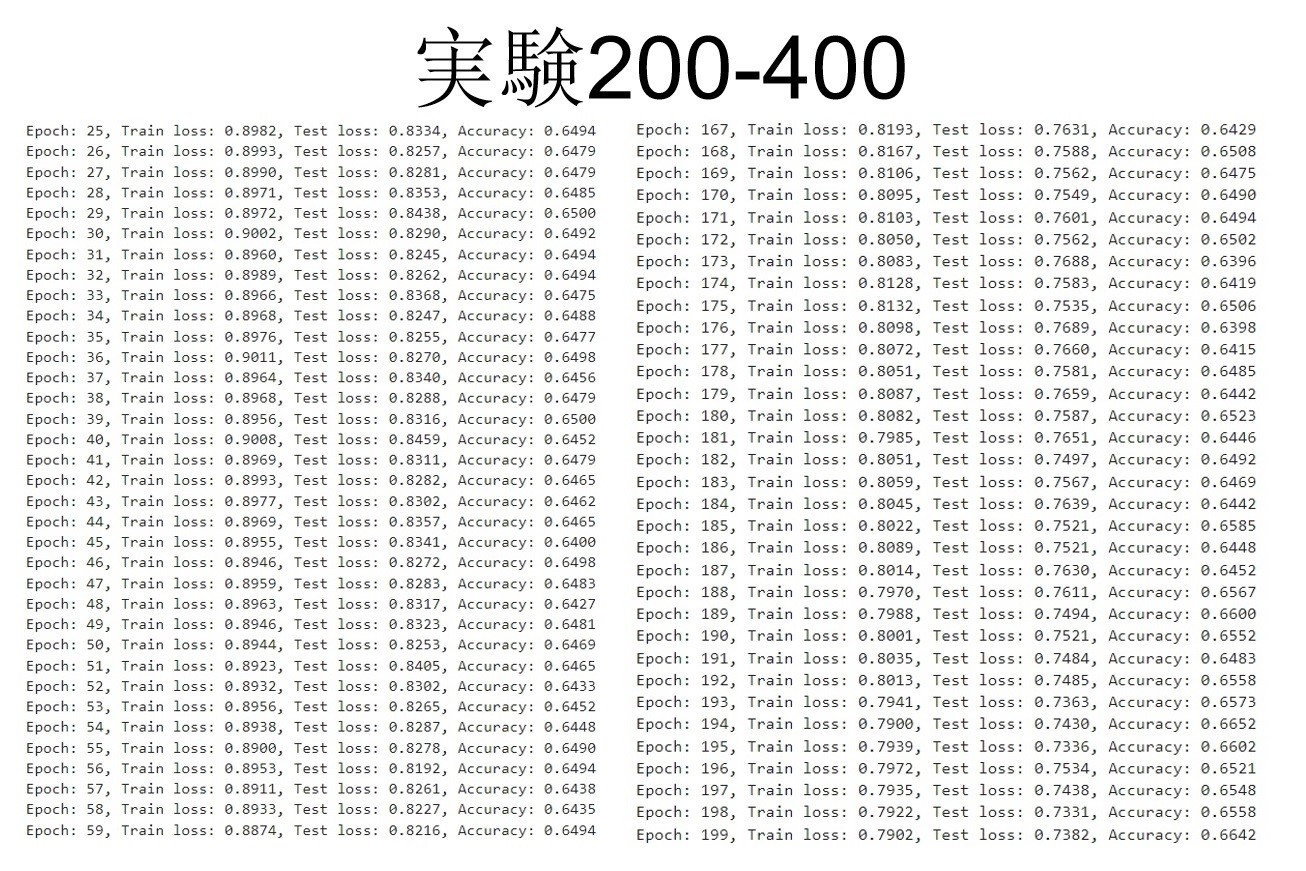 実験200-400
Epoch: 25, Train loss: 0.8982, Test loss: 0.8334, Accuracy: 0.6494
Epoch: 26, Train loss: 0.8993, Test loss: 0.8257, Accuracy: 0.6479
Epoch: 27, Train loss: 0.8990, Test loss: 0.8281, Accuracy: 0.6479
Epoch: 28, Train loss: 0.8971, Test loss: 0.8353, Accuracy: 0.6485
Epoch: 29, Train loss: 0.8972, Test loss: 0.8438, Accuracy: 0.6500
Epoch: 30, Train loss: 0.9002, Test loss: 0.8290, Accuracy: 0.6492
Epoch: 31, Train loss: 0.8960, Test loss: 0.8245, Accuracy: 0.6494
Epoch: 32, Train loss: 0.8989, Test loss: 0.8262, Accuracy: 0.6494
Epoch: 33, Train loss: 0.8966, Test loss: 0.8368, Accuracy: 0.6475
Epoch: 34, Train loss: 0.8968, Test loss: 0.8247, Accuracy: 0.6488
Epoch: 35, Train loss: 0.8976, Test loss: 0.8255, Accuracy: 0.6477
Epoch: 36, Train loss: 0.9011, Test loss: 0.8270, Accuracy: 0.6498
Epoch: 37, Train loss: 0.8964, Test loss: 0.8340, Accuracy: 0.6456
Epoch: 38, Train loss: 0.8968, Test loss: 0.8288, Accuracy: 0.6479
Epoch: 39, Train loss: 0.8956, Test loss: 0.8316, Accuracy: 0.6500
Epoch: 40, Train loss: 0.9008, Test loss: 0.8459, Accuracy: 0.6452
Epoch: 41, Train loss: 0.8969, Test loss: 0.8311, Accuracy: 0.6479
Epoch: 42, Train loss: 0.8993, Test loss: 0.8282, Accuracy: 0.6465
Epoch: 43, Train loss: 0.8977, Test loss: 0.8302, Accuracy: 0.6462
Epoch: 44, Train loss: 0.8969, Test loss: 0.8357, Accuracy: 0.6465
Epoch: 45, Train loss: 0.8955, Test loss: 0.8341, Accuracy: 0.6400
Epoch: 46, Train loss: 0.8946, Test loss: 0.8272, Accuracy: 0.6498
Epoch: 47, Train loss: 0.8959, Test loss: 0.8283, Accuracy: 0.6483
Epoch: 48, Train loss: 0.8963, Test loss: 0.8317, Accuracy: 0.6427
Epoch: 49, Train loss: 0.8946, Test loss: 0.8323, Accuracy: 0.6481
Epoch: 50, Train loss: 0.8944, Test loss: 0.8253, Accuracy: 0.6469
Epoch: 51, Train loss: 0.8923, Test loss: 0.8405, Accuracy: 0.6465
Epoch: 52, Train loss: 0.8932, Test loss: 0.8302, Accuracy: 0.6433
Epoch: 53, Train loss: 0.8956, Test loss: 0.8265, Accuracy: 0.6452
Epoch: 54, Train loss: 0.8938, Test loss: 0.8287, Accuracy: 0.6448
Epoch: 55, Train loss: 0.8900, Test loss: 0.8278, Accuracy: 0.6490
Epoch: 56, Train loss: 0.8953, Test loss: 0.8192, Accuracy: 0.6494
Epoch: 57, Train loss: 0.8911, Test loss: 0.8261, Accuracy: 0.6438
Epoch: 58, Train loss: 0.8933, Test loss: 0.8227, Accuracy: 0.6435
Epoch: 59, Train loss: 0.8874, Test loss: 0.8216, Accuracy: 0.6494
Epoch: 167, Train loss: 0.8193, Test loss: 0.7631, Accuracy: 0.6429
Epoch: 168, Train loss: 0.8167, Test loss: 0.7588, Accuracy: 0.6508
Epoch: 169, Train loss: 0.8106, Test loss: 0.7562, Accuracy: 0.6475
Epoch: 170, Train loss: 0.8095, Test loss: 0.7549, Accuracy: 0.6490
Epoch: 171, Train loss: 0.8103, Test loss: 0.7601, Accuracy: 0.6494
Epoch: 172, Train loss: 0.8050, Test loss: 0.7562, Accuracy: 0.6502
Epoch: 173, Train loss: 0.8083, Test loss: 0.7688, Accuracy: 0.6396
Epoch: 174, Train loss: 0.8128, Test loss: 0.7583, Accuracy: 0.6419
Epoch: 175, Train loss: 0.8132, Test loss: 0.7535, Accuracy: 0.6506
Epoch: 176, Train loss: 0.8098, Test loss: 0.7689, Accuracy: 0.6398
Epoch: 177, Train loss: 0.8072, Test loss: 0.7660, Accuracy: 0.6415
Epoch: 178, Train loss: 0.8051, Test loss: 0.7581, Accuracy: 0.6485
Epoch: 179, Train loss: 0.8087, Test loss: 0.7659, Accuracy: 0.6442
Epoch: 180, Train loss: 0.8082, Test loss: 0.7587, Accuracy: 0.6523
Epoch: 181, Train loss: 0.7985, Test loss: 0.7651, Accuracy: 0.6446
Epoch: 182, Train loss: 0.8051, Test loss: 0.7497, Accuracy: 0.6492
Epoch: 183, Train loss: 0.8059, Test loss: 0.7567, Accuracy: 0.6469
Epoch: 184, Train loss: 0.8045, Test loss: 0.7639, Accuracy: 0.6442
Epoch: 185, Train loss: 0.8022, Test loss: 0.7521, Accuracy: 0.6585
Epoch: 186, Train loss: 0.8089, Test loss: 0.7521, Accuracy: 0.6448
Epoch: 187, Train loss: 0.8014, Test loss: 0.7630, Accuracy: 0.6452
Epoch: 188, Train loss: 0.7970, Test loss: 0.7611, Accuracy: 0.6567
Epoch: 189, Train loss: 0.7988, Test loss: 0.7494, Accuracy: 0.6600
Epoch: 190, Train loss: 0.8001, Test loss: 0.7521, Accuracy: 0.6552
Epoch: 191, Train loss: 0.8035, Test loss: 0.7484, Accuracy: 0.6483
Epoch: 192, Train loss: 0.8013, Test loss: 0.7485, Accuracy: 0.6558
Epoch: 193, Train loss: 0.7941, Test loss: 0.7363, Accuracy: 0.6573
Epoch: 194, Train loss: 0.7900, Test loss: 0.7430, Accuracy: 0.6652
Epoch: 195, Train loss: 0.7939, Test loss: 0.7336, Accuracy: 0.6602
Epoch: 196, Train loss: 0.7972, Test loss: 0.7534, Accuracy: 0.6521
Epoch: 197, Train loss: 0.7935, Test loss: 0.7438, Accuracy: 0.6548
Epoch: 198, Train loss: 0.7922, Test loss: 0.7331, Accuracy: 0.6558
Epoch: 199, Train loss: 0.7902, Test loss: 0.7382, Accuracy: 0.6642